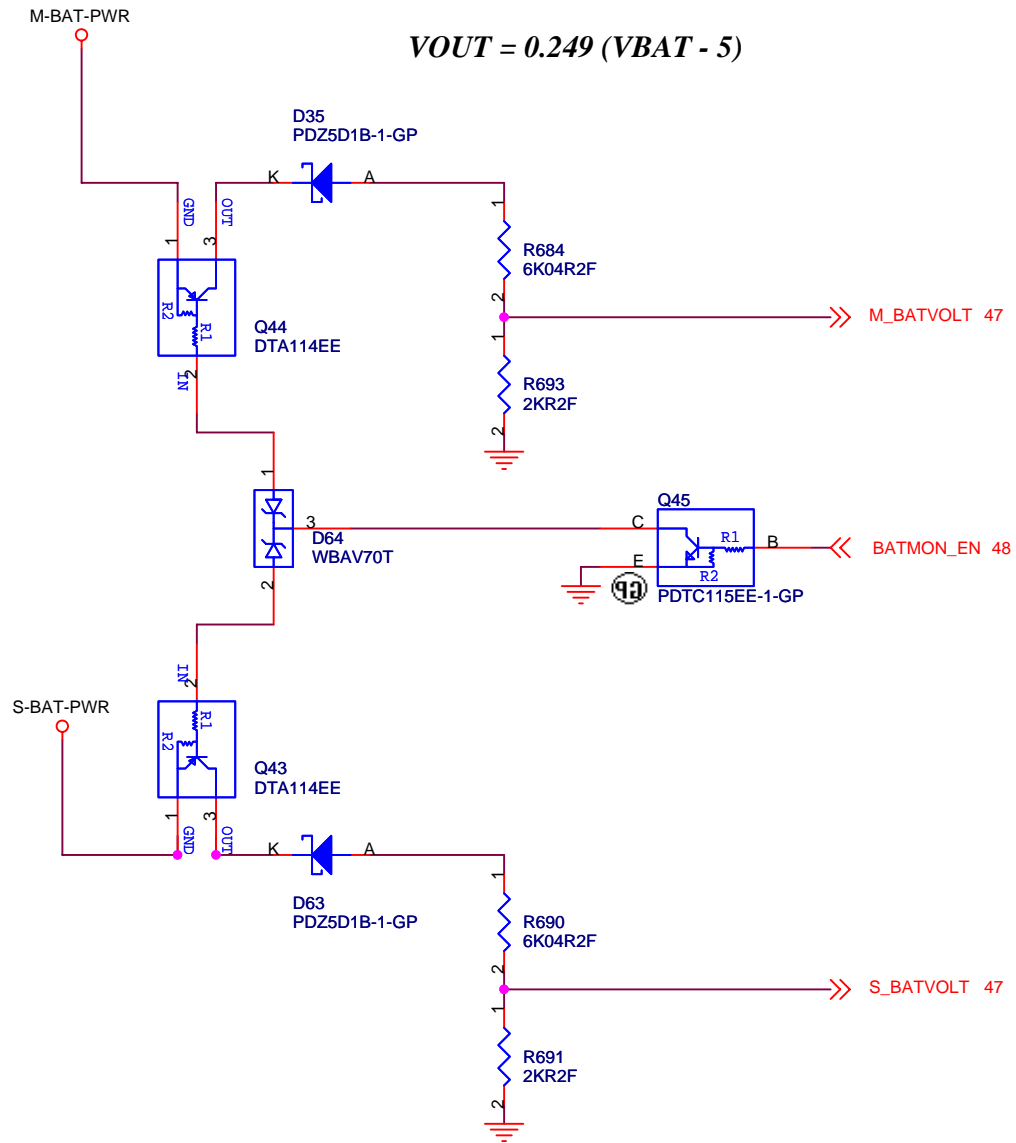 M-BAT-PWR
VOUT = 0.249 (VBAT - 5)
D35
PDZ5D1B-1-GP
K
A
GND
OUT
1
3
1
R684
6K04R2F
2
R2
R1
Q44
DTA114EE
M_BATVOLT 47
1
R693
2KR2F
2
IN
2
1
3
D64
WBAV70T
2
Q45
C
R1
B
BATMON_EN 48
E
R2
PDTC115EE-1-GP
GP
IN
2
S-BAT-PWR
R1
R2
Q43
DTA114EE
1
3
GND
OUT
K
A
D63
PDZ5D1B-1-GP
1
R690
6K04R2F
2
S_BATVOLT 47
1
R691
2KR2F
2